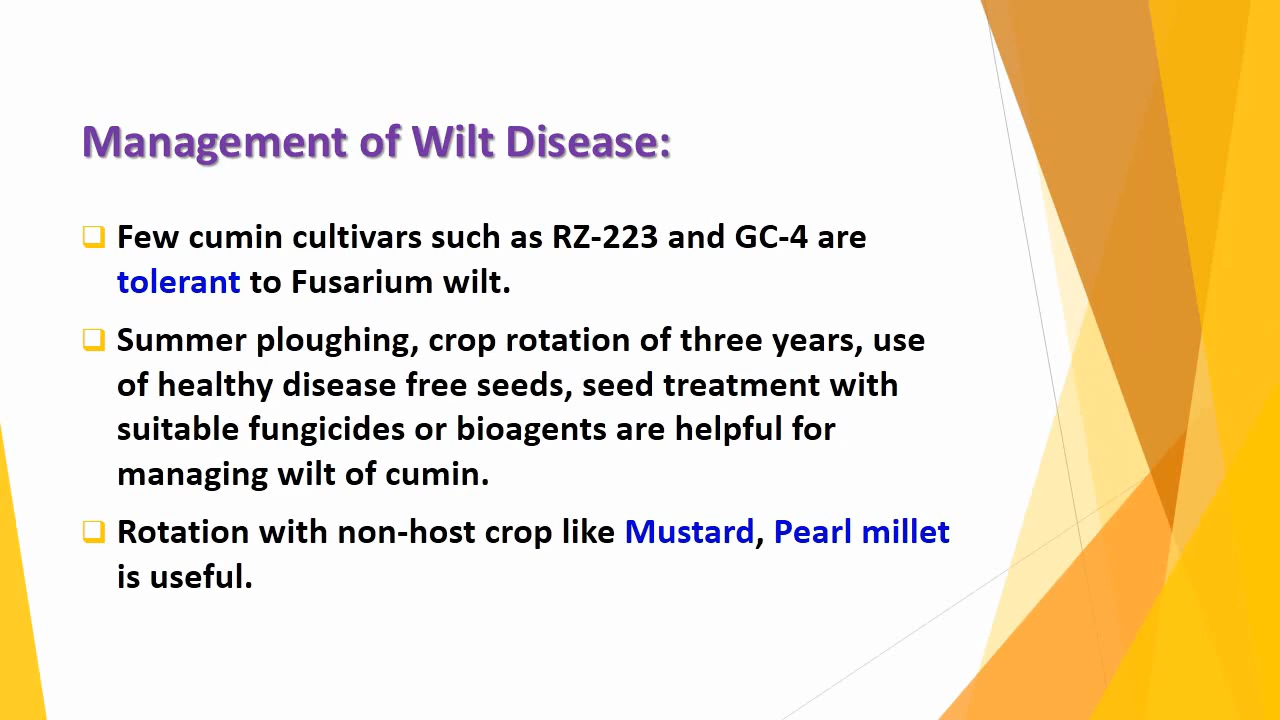 Management of Wilt Disease:
Few cumin cultivars such as RZ-223 and GC-4 are
tolerant to Fusarium wilt.
Summer ploughing, crop rotation of three years, use
of healthy disease free seeds, seed treatment with
suitable fungicides or bioagents are helpful for
managing wilt of cumin.
Rotation with non-host crop like Mustard, Pearl millet
is useful.